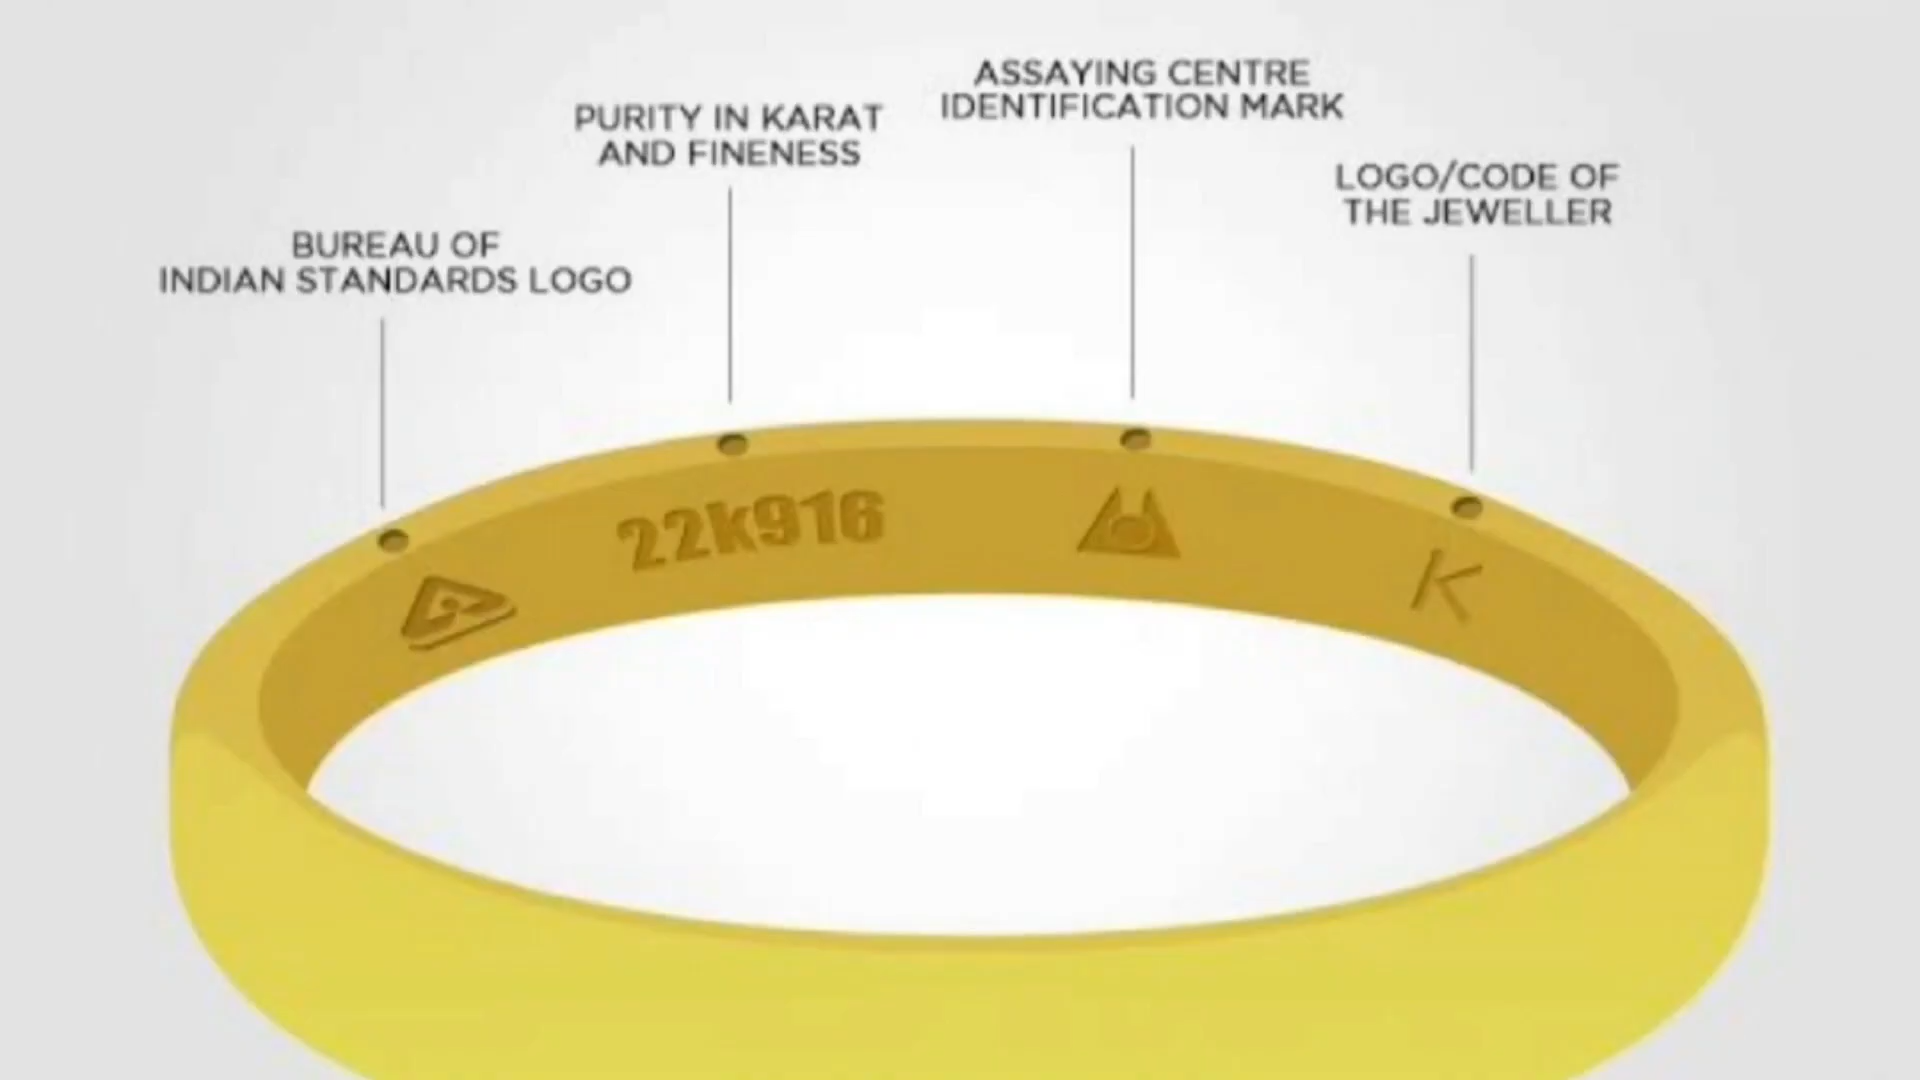 BUREAU OF
INDIAN STANDARDS LOGO
PURITY IN KARAT
AND FINENESS
ASSAYING CENTRE
IDENTIFICATION MARK
LOGO/CODE OF
THE JEWELLER
22k916
K